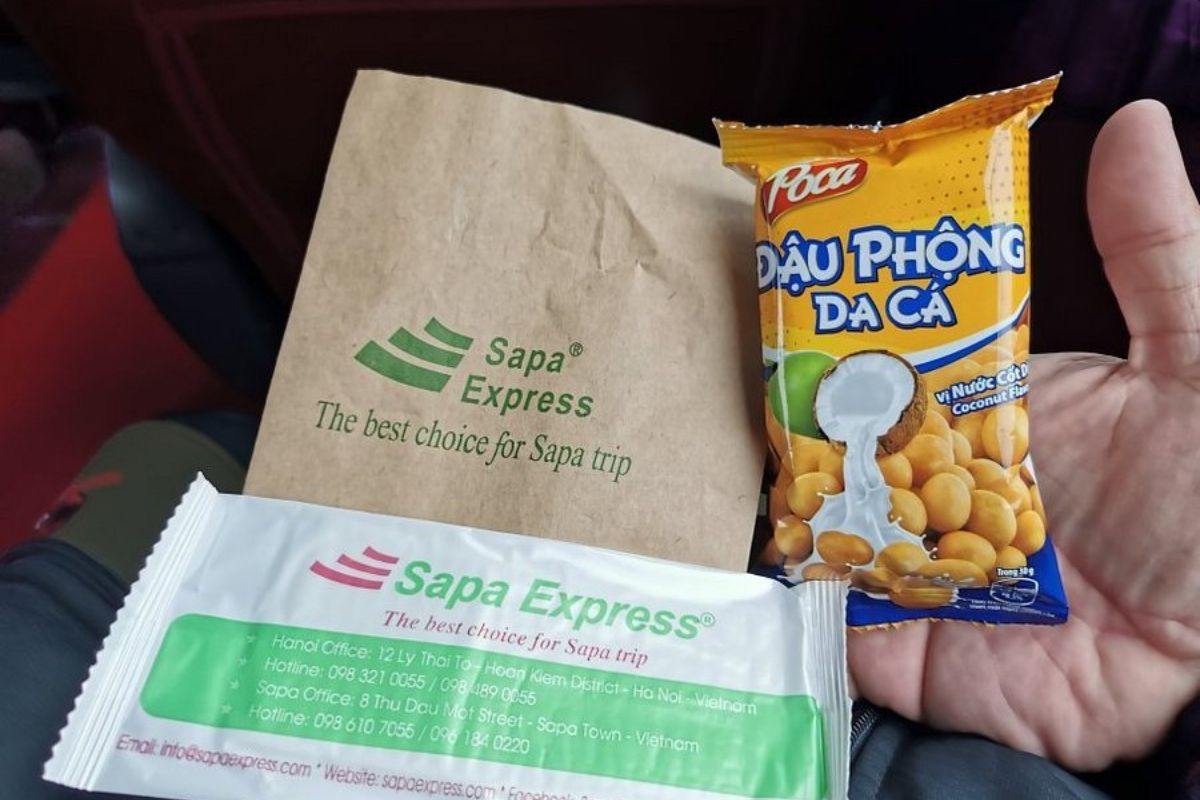 Sapa®
Express
The best choice for Sapa trip
Poca
ĐẬU PHỘNG
DA CÁ
vị Nước Cốt
Coconut
Sapa Express®
The best choice for Sapa trip
Hanoi Office: 12 Ly Thai To - Hoan Kiem District - Ha Noi - Vietnam
Hotline: 098 321 0055 / 098 489 0055
Sapa Office: 8 Thu Dau Mot Street - Sapa Town - Vietnam
Hotline: 098 610 7055 / 096 184 0220
Email: info@sapaexpress.com * Website: sapaexpress.com * Facebook